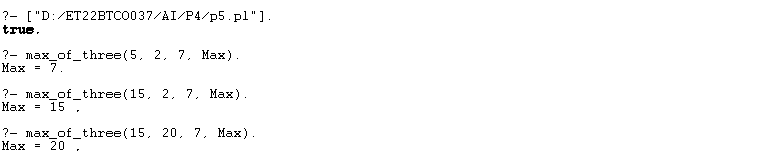 ?- ["D:/ET22BTCO037/AI/P4/p5.pl"].
true.
?- max_of_three(5, 2, 7, Max).
Max = 7.
?- max_of_three(15, 2, 7, Max).
Max = 15 .
?- max_of_three(15, 20, 7, Max).
Max = 20 .